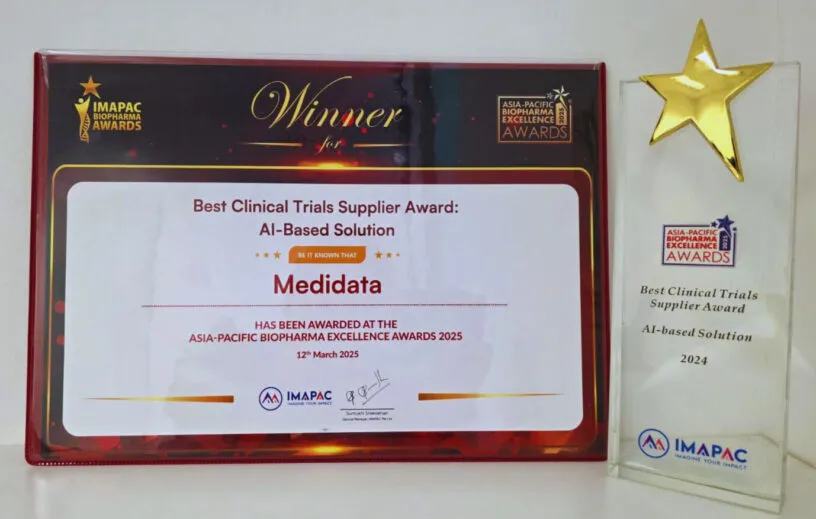 IMAPAC
BIOPHARMA
AWARDS
Winner
for
ASIA-PACIFIC
BIOPHARMA
EXCELLENCE
AWARDS
2025
Best Clinical Trials Supplier Award:
AI-Based Solution
BE IT KNOWN THAT
Medidata
HAS BEEN AWARDED AT THE
ASIA-PACIFIC BIOPHARMA EXCELLENCE AWARDS 2025
12th March 2025
IMAPAC
IMAGINE YOUR IMPACT
ASIA-PACIFIC
BIOPHARMA
EXCELLENCE
AWARDS
2025
Best Clinical Trials
Supplier Award
AI-based Solution
2024
IMAPAC
IMAGINE YOUR IMPACT